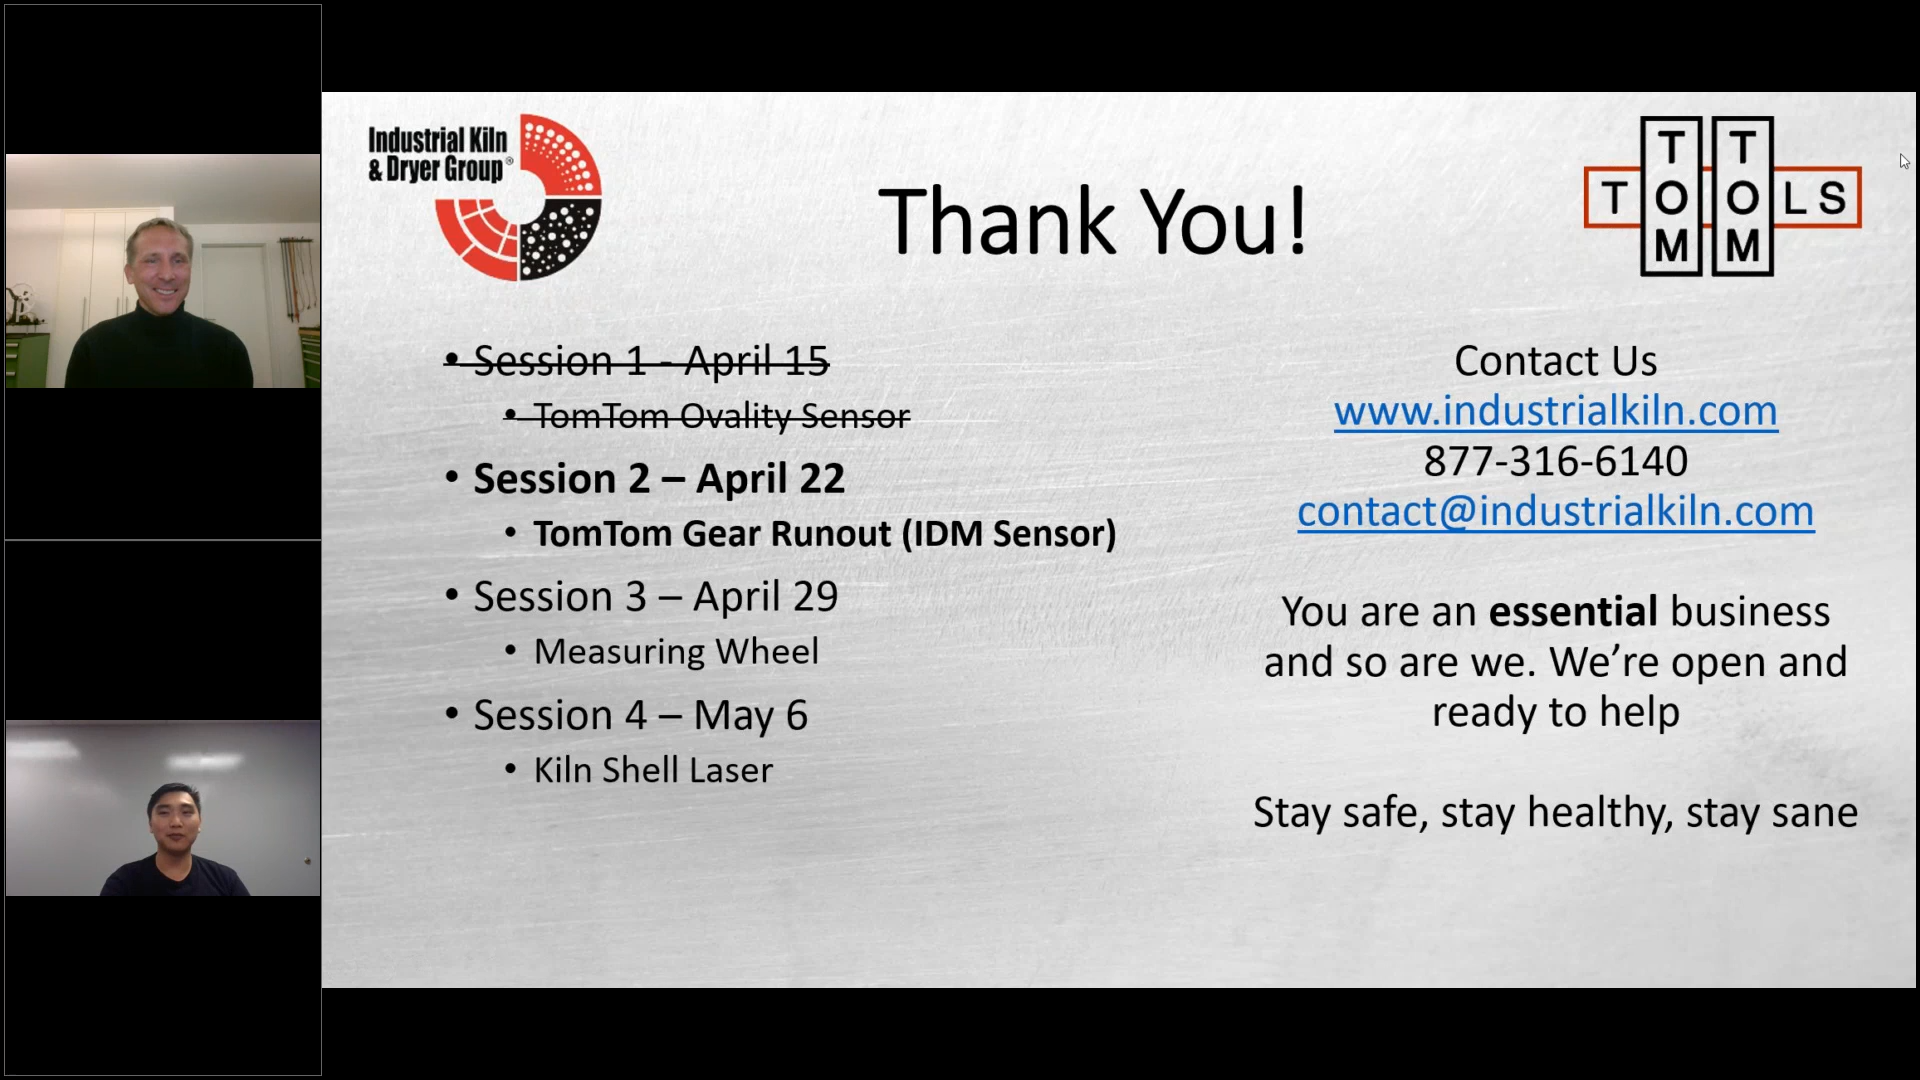 Industrial Kiln
& Dryer Group®
TOM TOM TOOLS
Thank You!
• Session 1 - April 15
• TomTom Ovality Sensor
• Session 2 – April 22
• TomTom Gear Runout (IDM Sensor)
• Session 3 – April 29
• Measuring Wheel
• Session 4 – May 6
• Kiln Shell Laser
Contact Us
www.industrialkiln.com
877-316-6140
contact@industrialkiln.com
You are an essential business
and so are we. We’re open and
ready to help
Stay safe, stay healthy, stay sane